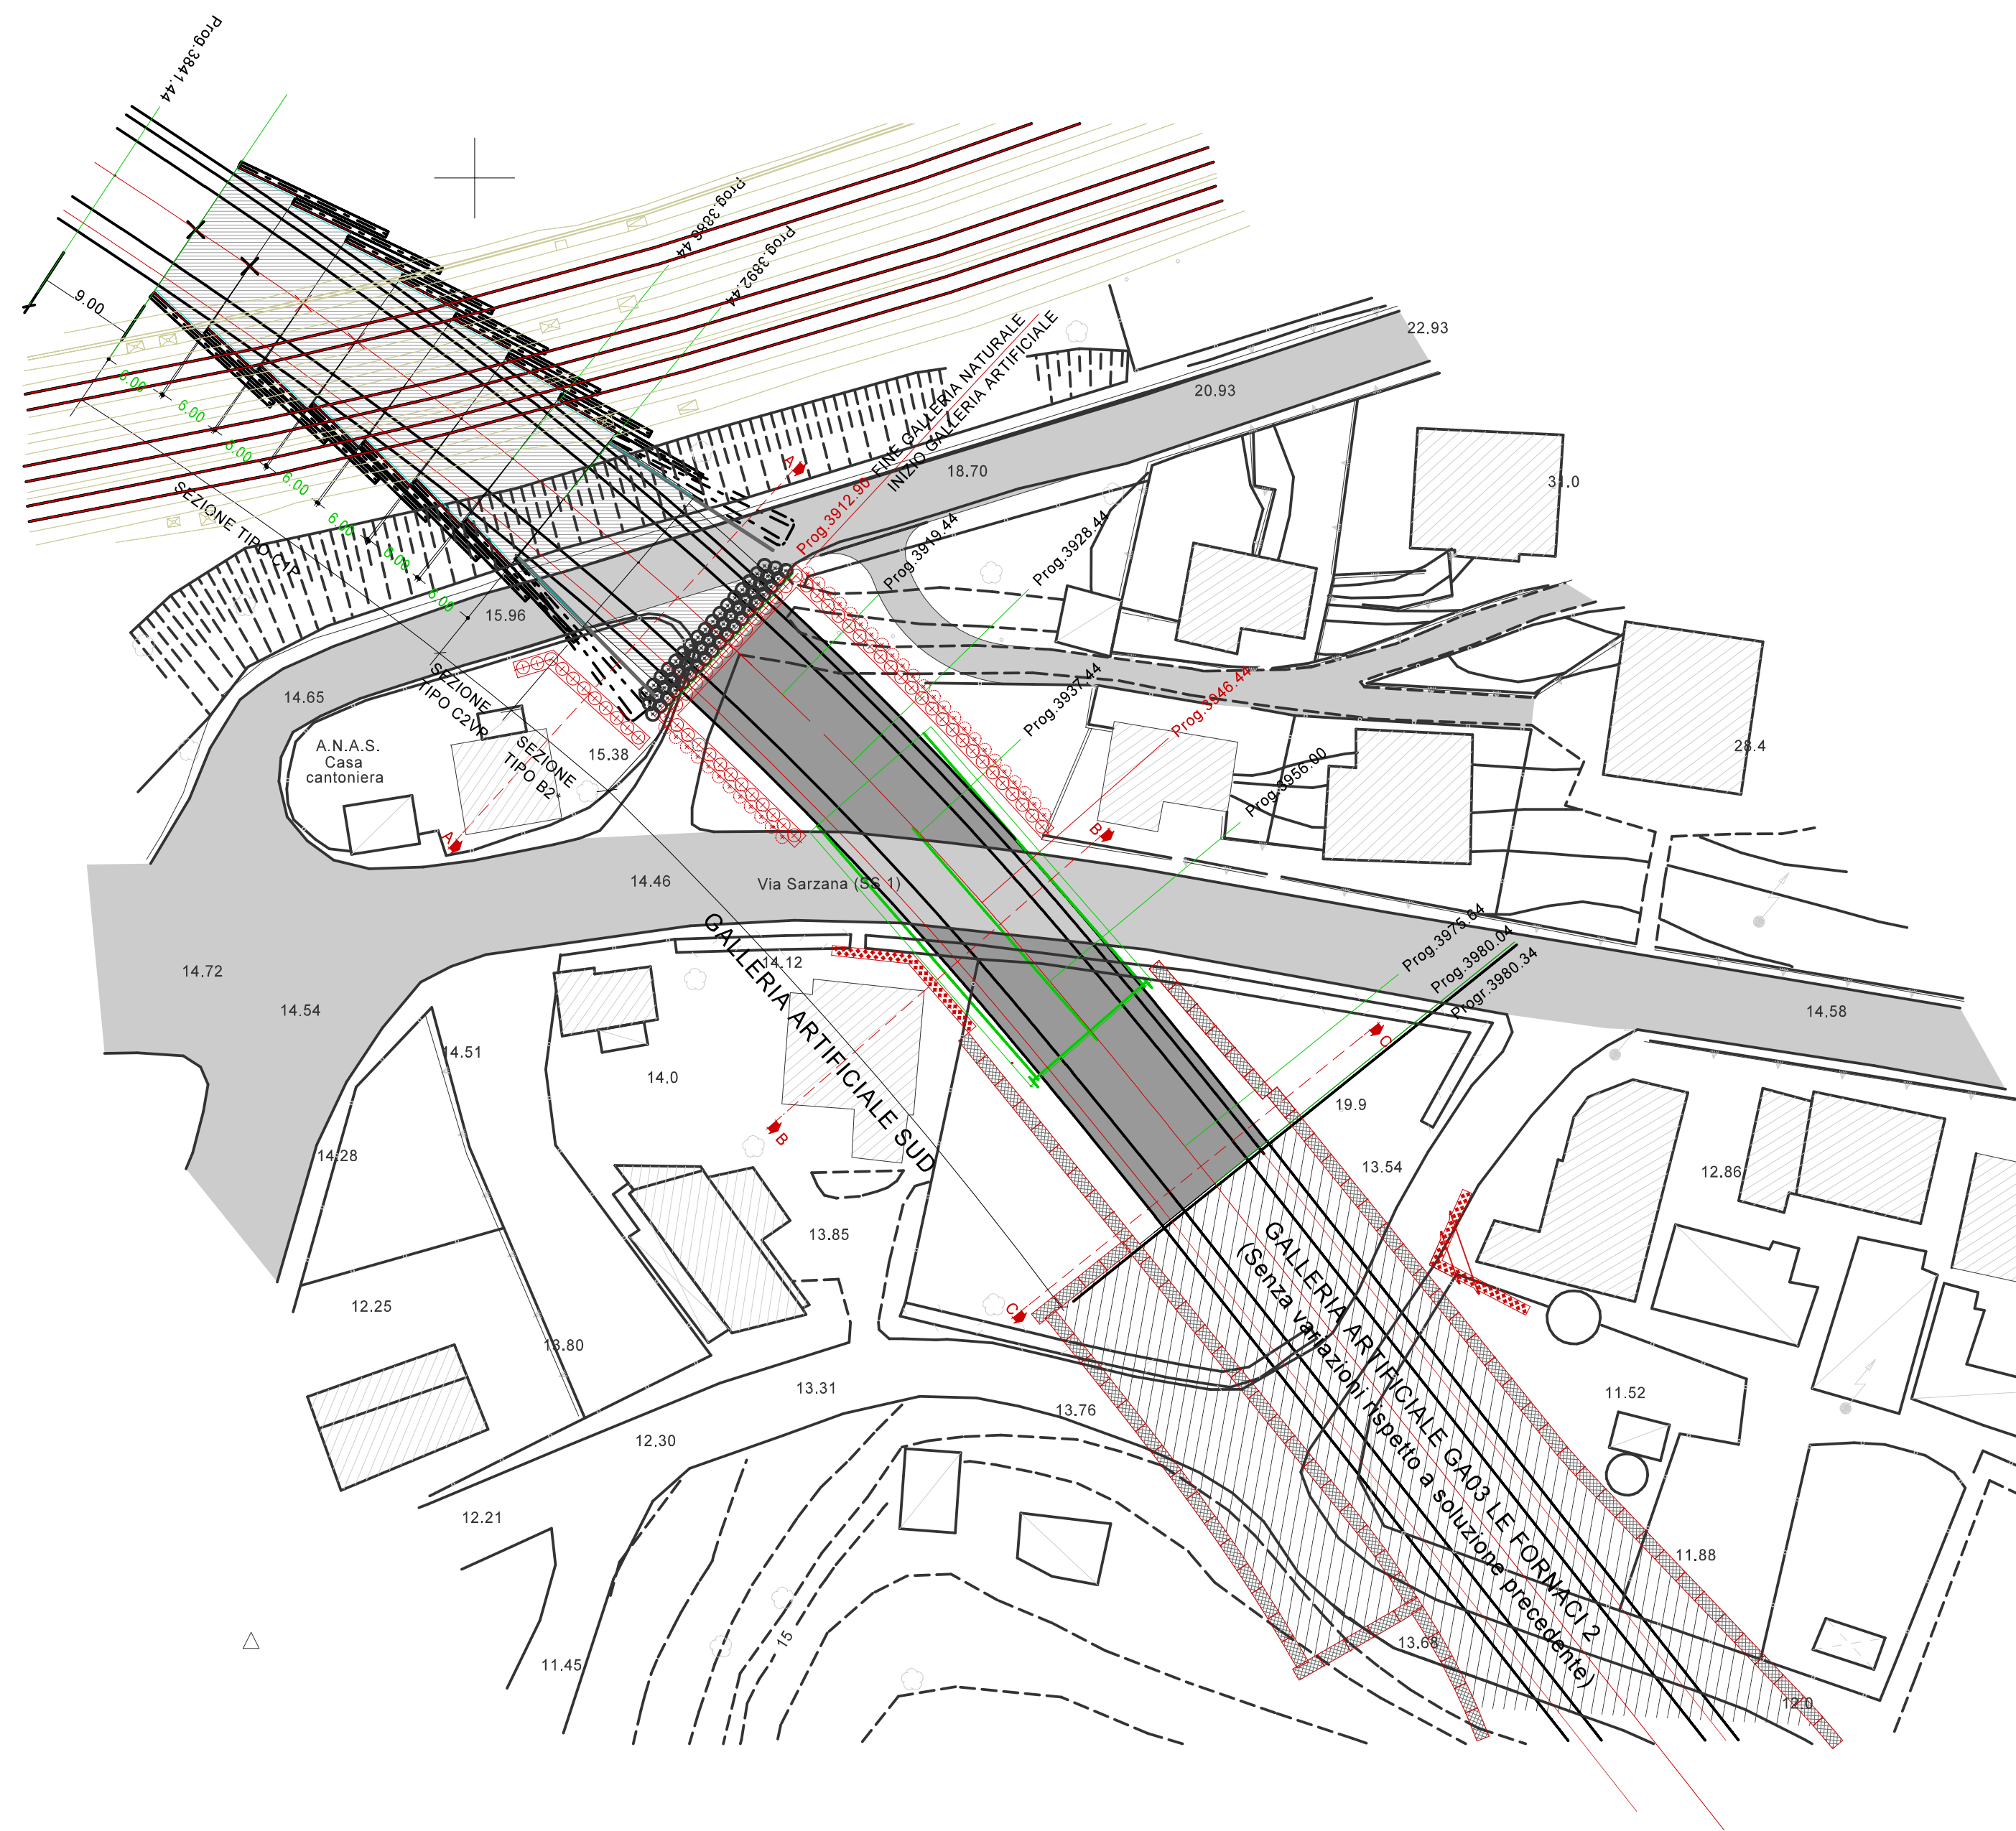 Prog.3841.44
Prog.3886.44
Prog.3892.44
9.00
6.00
6.00
6.00
6.00
6.00
6.00
6.00
FINE GALLERIA NATURALE
INIZIO GALLERIA ARTIFICIALE
Prog.3912.90
22.93
20.93
18.70
31.0
A
SEZIONE TIPO C1P
Prog.3919.44
Prog.3928.44
15.96
SEZIONE
TIPO C2VR
SEZIONE
TIPO B2*
14.65
A.N.A.S.
Casa
cantoniera
15.38
Prog.3937.44
Prog.3946.44
Prog.3956.00
28.4
A
B
14.46
Via Sarzana (SS 1)
Prog.3975.64
Prog.3980.04
Progr.3980.34
14.72
14.54
14.12
14.58
GALLERIA ARTIFICIALE SUD
14.51
14.0
C
19.9
B
14.28
13.54
12.86
13.85
12.25
C
13.80
GALLERIA ARTIFICIALE GA03 LE FORNACI 2
(Senza variazioni rispetto a soluzione precedente)
13.31
13.76
11.52
12.30
12.21
11.88
15
11.45
13.68
12.0